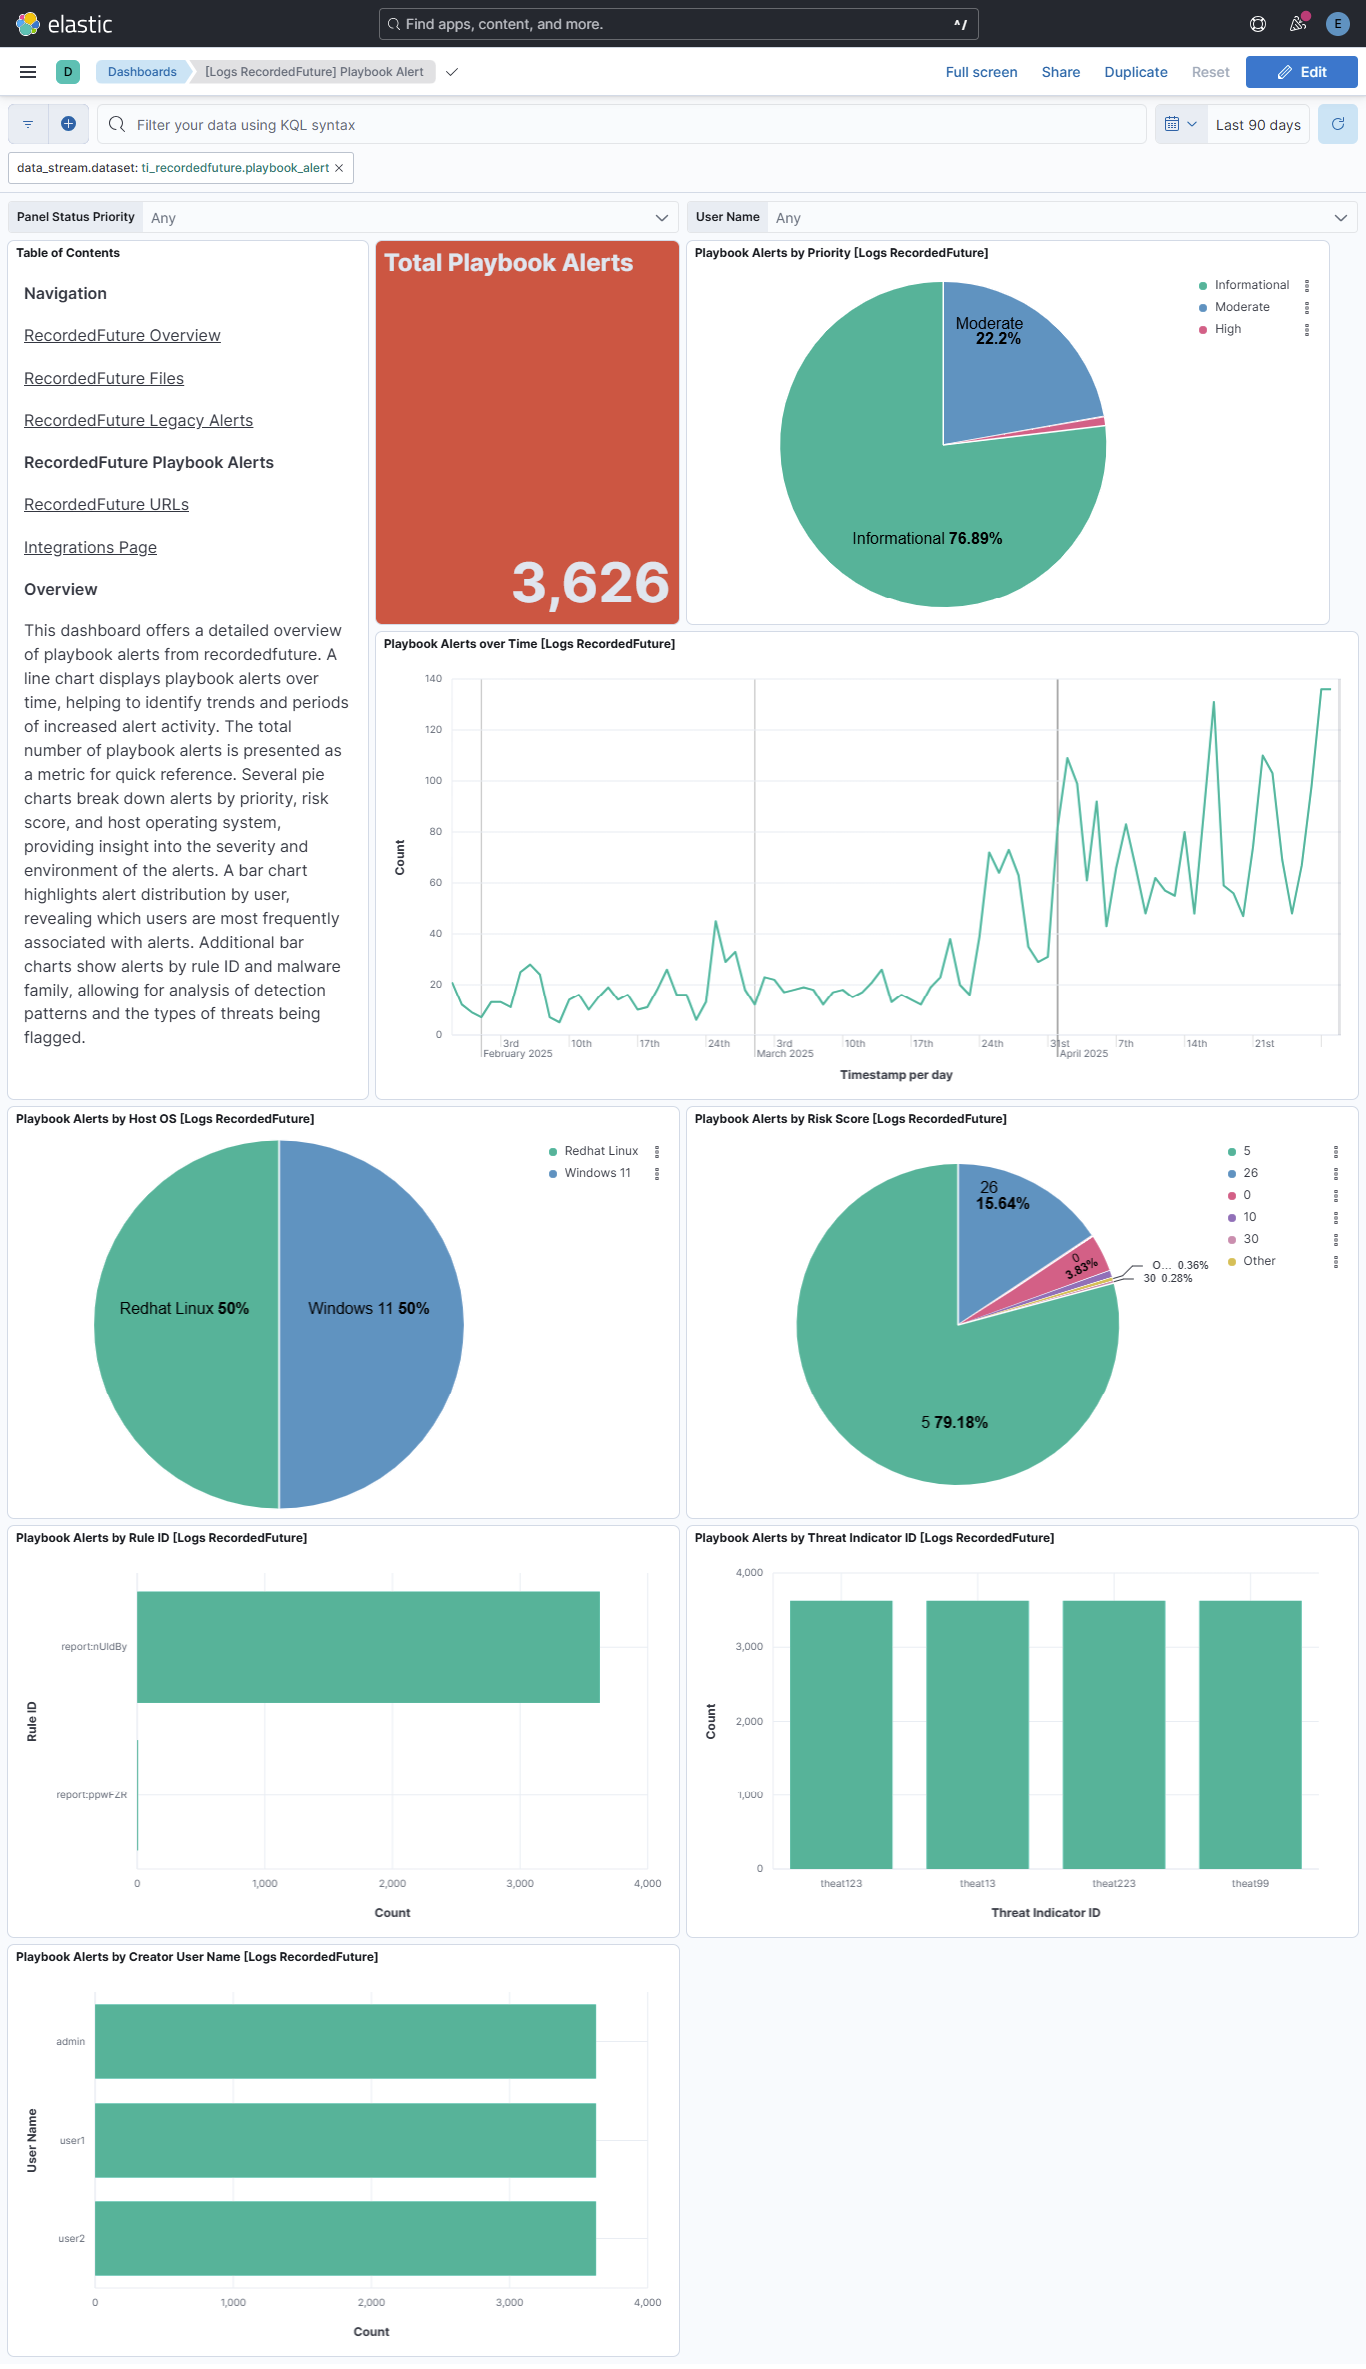 elastic
Find apps, content, and more.
^/
E
D
Dashboards
[Logs RecordedFuture] Playbook Alert
Full screen
Share
Duplicate
Reset
Edit
Filter your data using KQL syntax
Last 90 days
data_stream.dataset: ti_recordedfuture.playbook_alert
Panel Status Priority
Any
User Name
Any
Table of Contents
Navigation
RecordedFuture Overview
RecordedFuture Files
RecordedFuture Legacy Alerts
RecordedFuture Playbook Alerts
RecordedFuture URLs
Integrations Page
Overview
This dashboard offers a detailed overview
of playbook alerts from recordedfuture. A
line chart displays playbook alerts over
time, helping to identify trends and periods
of increased alert activity. The total
number of playbook alerts is presented as
a metric for quick reference. Several pie
charts break down alerts by priority, risk
score, and host operating system,
providing insight into the severity and
environment of the alerts. A bar chart
highlights alert distribution by user,
revealing which users are most frequently
associated with alerts. Additional bar
charts show alerts by rule ID and malware
family, allowing for analysis of detection
patterns and the types of threats being
flagged.
Total Playbook Alerts
3,626
Playbook Alerts by Priority [Logs RecordedFuture]
Moderate
22.2%
Informational 76.89%
Informational
Moderate
High
Playbook Alerts over Time [Logs RecordedFuture]
140
120
100
80
60
40
20
0
Count
3rd
10th
17th
24th
3rd
10th
17th
24th
31st
7th
14th
21st
February 2025
March 2025
April 2025
Timestamp per day
Playbook Alerts by Host OS [Logs RecordedFuture]
Redhat Linux 50%
Windows 11 50%
Redhat Linux
Windows 11
Playbook Alerts by Risk Score [Logs RecordedFuture]
26
15.64%
0
3.83%
O... 0.36%
30 0.28%
5 79.18%
5
26
0
10
30
Other
Playbook Alerts by Rule ID [Logs RecordedFuture]
Rule ID
report:nUldBy
report:ppwFZR
0
1,000
2,000
3,000
4,000
Count
Playbook Alerts by Threat Indicator ID [Logs RecordedFuture]
4,000
3,000
2,000
1,000
0
Count
theat123
theat13
theat223
theat99
Threat Indicator ID
Playbook Alerts by Creator User Name [Logs RecordedFuture]
User Name
admin
user1
user2
0
1,000
2,000
3,000
4,000
Count